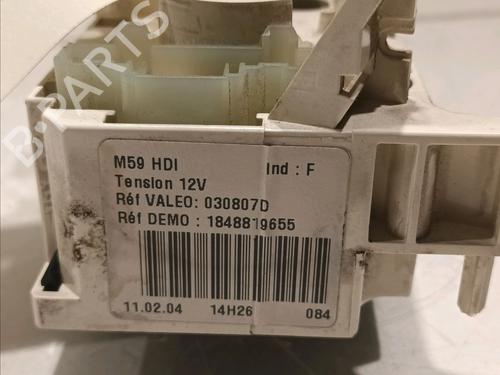 B-PARTS
M59 HDI Ind : F
Tension 12V
Réf VALEO: 030807D
Réf DEMO : 1848819655
11.02.04 14H26 084